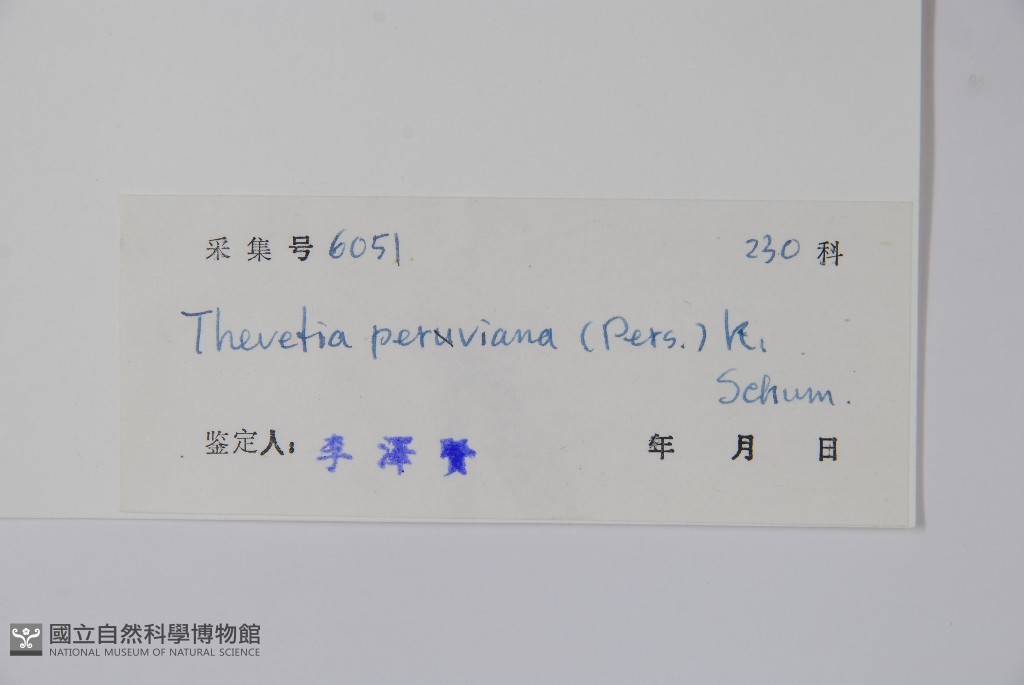 采集号 6051 230 科
Thevetia peruviana (Pers.) K.
Schum.
鉴定人: 李澤賢 年 月 日
國立自然科學博物館
NATIONAL MUSEUM OF NATURAL SCIENCE